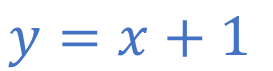 y = x + 1